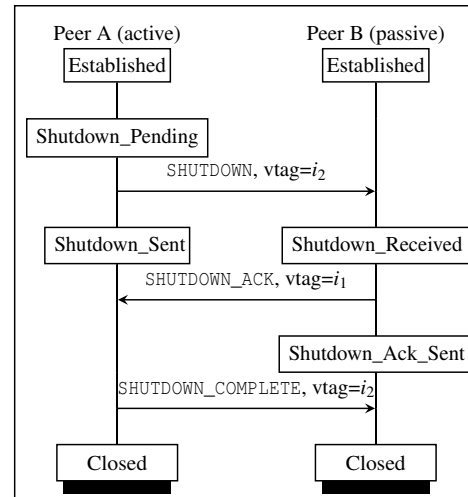 Peer A (active) Peer B (passive)
Established Established
Shutdown_Pending
SHUTDOWN, vtag=i₂
Shutdown_Sent Shutdown_Received
SHUTDOWN_ACK, vtag=i₁
Shutdown_Ack_Sent
SHUTDOWN_COMPLETE, vtag=i₂
Closed Closed